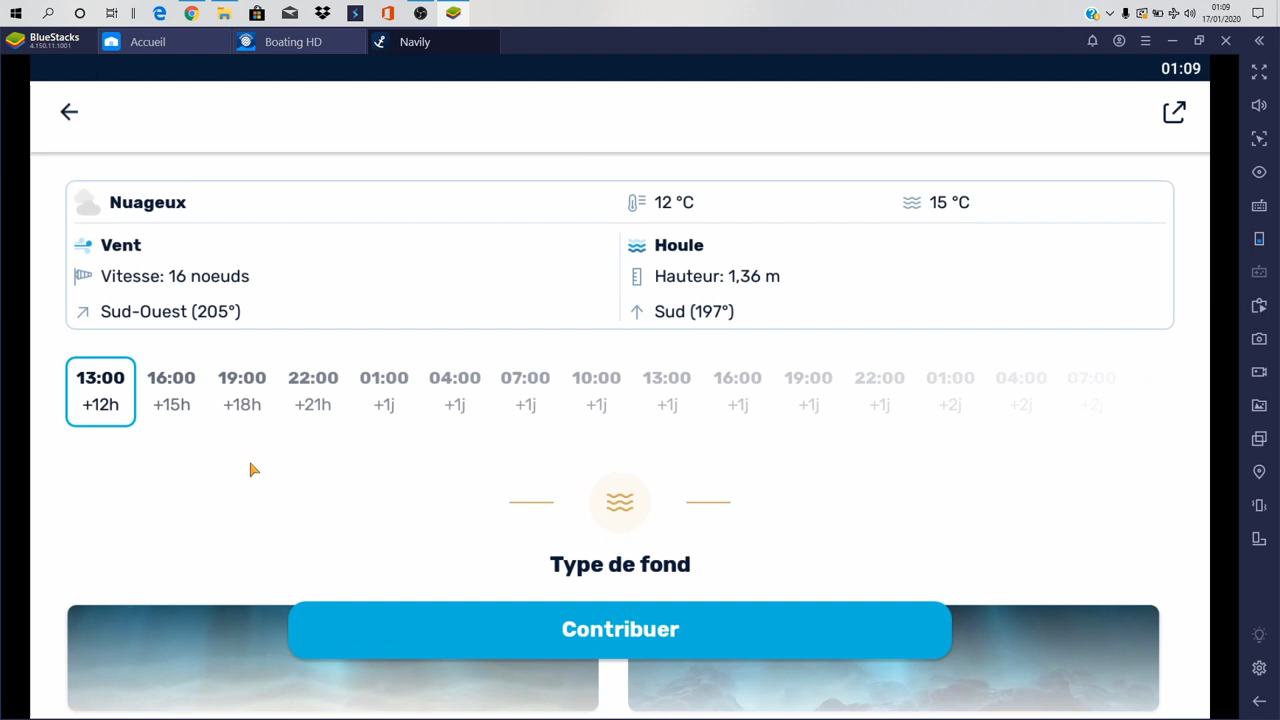 01:09
17/01/2020
BlueStacks
4.150.11.1001
Accueil
Boating HD
Navily
01:09
Nuageux
12 °C
15 °C
Vent
Houle
Vitesse: 16 noeuds
Hauteur: 1,36 m
Sud-Ouest (205°)
Sud (197°)
13:00 16:00 19:00 22:00 01:00 04:00 07:00 10:00 13:00 16:00 19:00 22:00 01:00 04:00 07:00
+12h +15h +18h +21h +1j +1j +1j +1j +1j +1j +1j +1j +2j +2j +2j
Type de fond
Contribuer